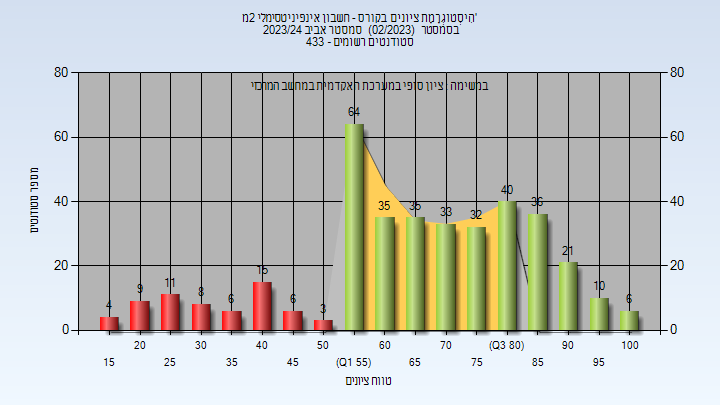 היסטוגרמת ציונים בקורס - חשבון אינפיניטסימלי 2מ'
בסמסטר (02/2023) סמסטר אביב 2023/24
סטודנטים רשומים - 433
במשימה ציון סופי במערכת האקדמית במחשב המרכזי
מספר סטודנטים
80 80
60 60
40 40
20 20
0 0
4 9 11 8 6 15 6 3 64 35 35 33 32 40 36 21 10 6
20 30 40 50 60 70 (Q3 80) 90 100
15 25 35 45 (Q1 55) 65 75 85 95
טווח ציונים